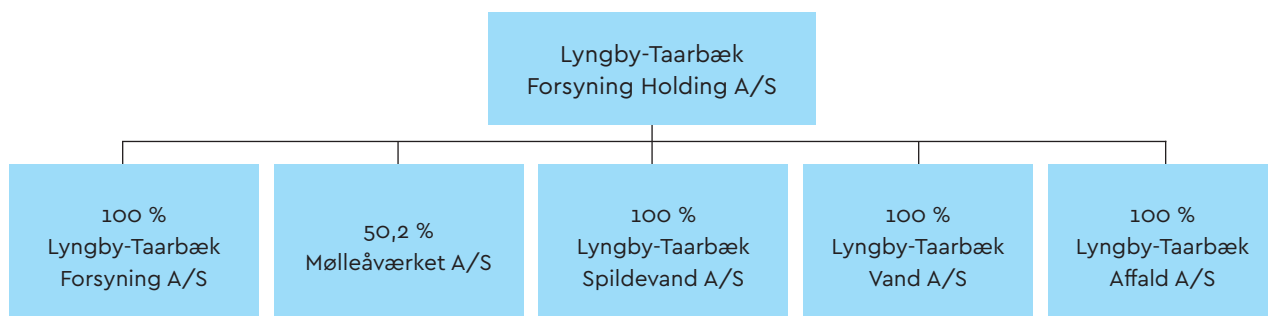 Lyngby-Taarbæk
Forsyning Holding A/S
100 %
Lyngby-Taarbæk
Forsyning A/S
50,2 %
Mølleåværket A/S
100 %
Lyngby-Taarbæk
Spildevand A/S
100 %
Lyngby-Taarbæk
Vand A/S
100 %
Lyngby-Taarbæk
Affald A/S